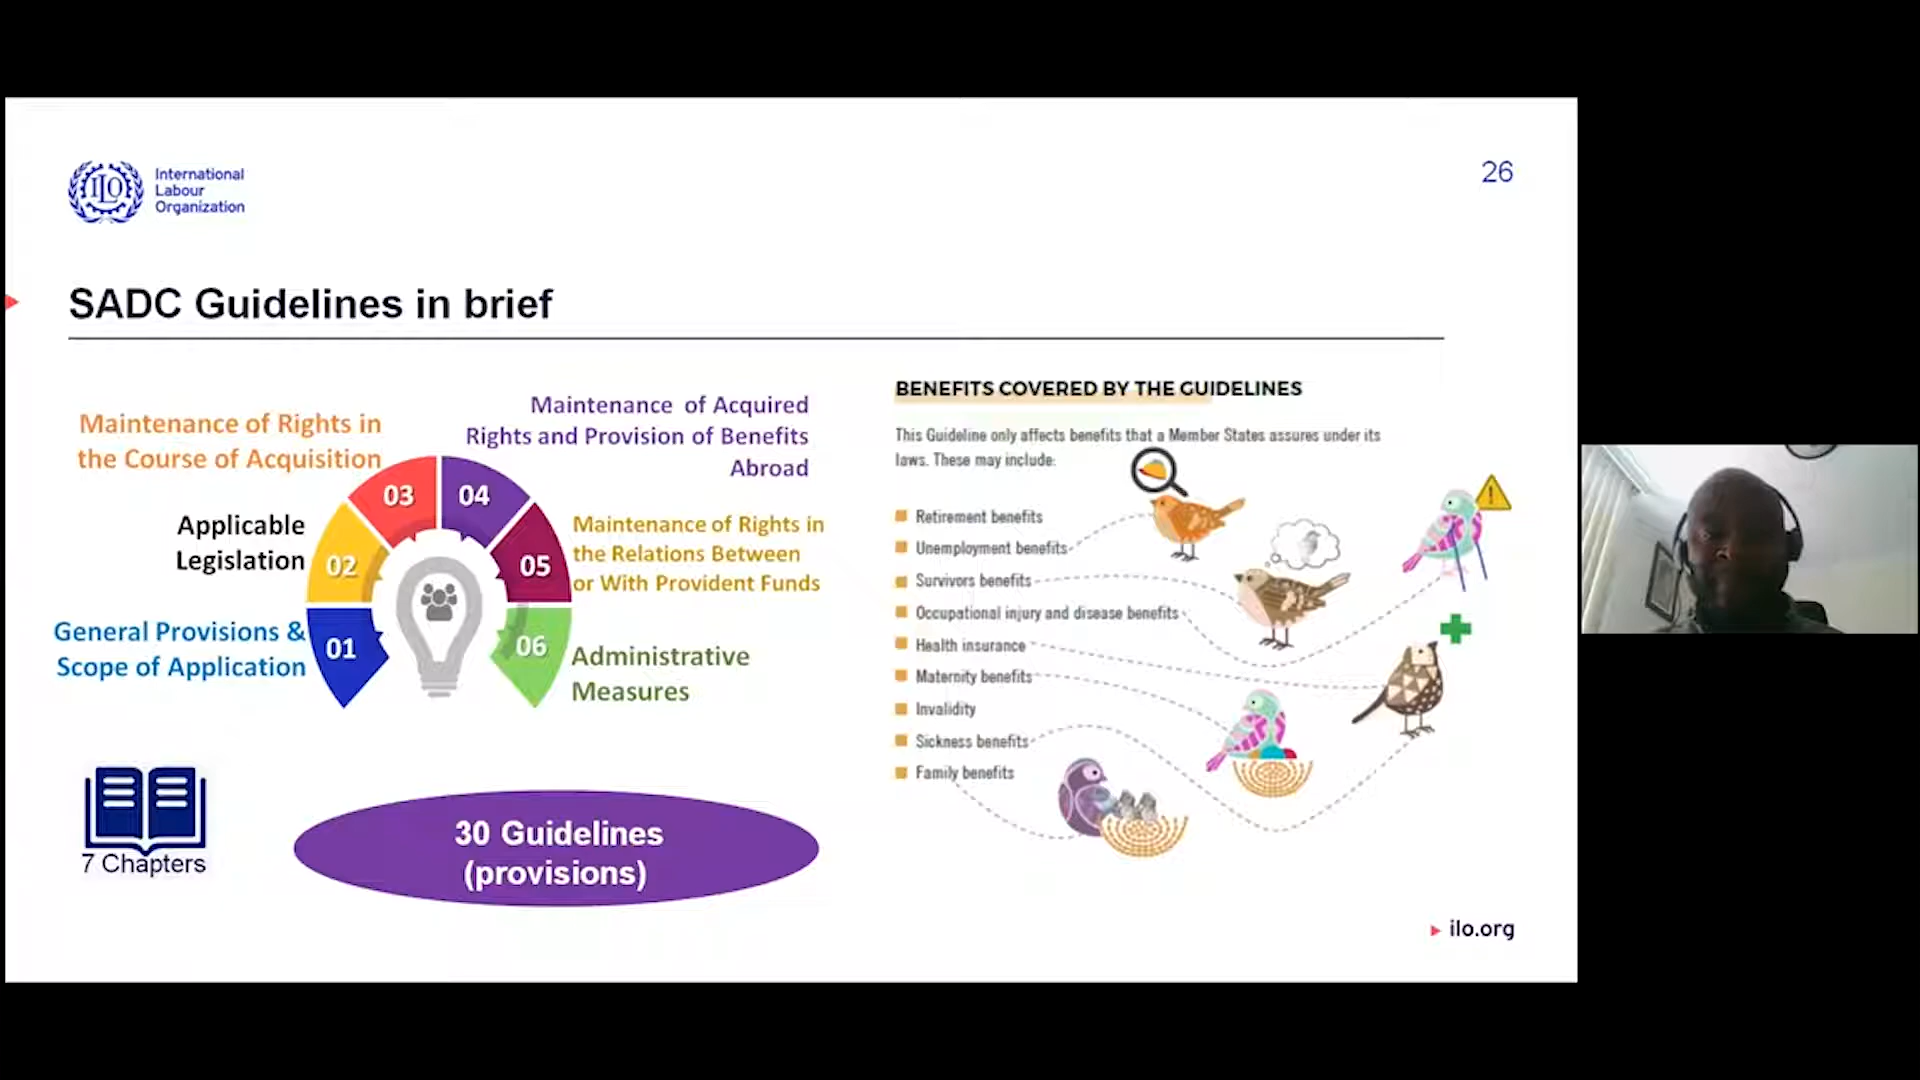 ILO
International
Labour
Organization
26
SADC Guidelines in brief
Maintenance of Rights in
the Course of Acquisition
Maintenance of Acquired
Rights and Provision of Benefits
Abroad
Applicable
Legislation
Maintenance of Rights in
the Relations Between
or With Provident Funds
General Provisions &
Scope of Application
Administrative
Measures
01
02
03
04
05
06
7 Chapters
30 Guidelines
(provisions)
BENEFITS COVERED BY THE GUIDELINES
This Guideline only affects benefits that a Member States assures under its
laws. These may include:
Retirement benefits
Unemployment benefits
Survivors benefits
Occupational injury and disease benefits
Health insurance
Maternity benefits
Invalidity
Sickness benefits
Family benefits
ilo.org